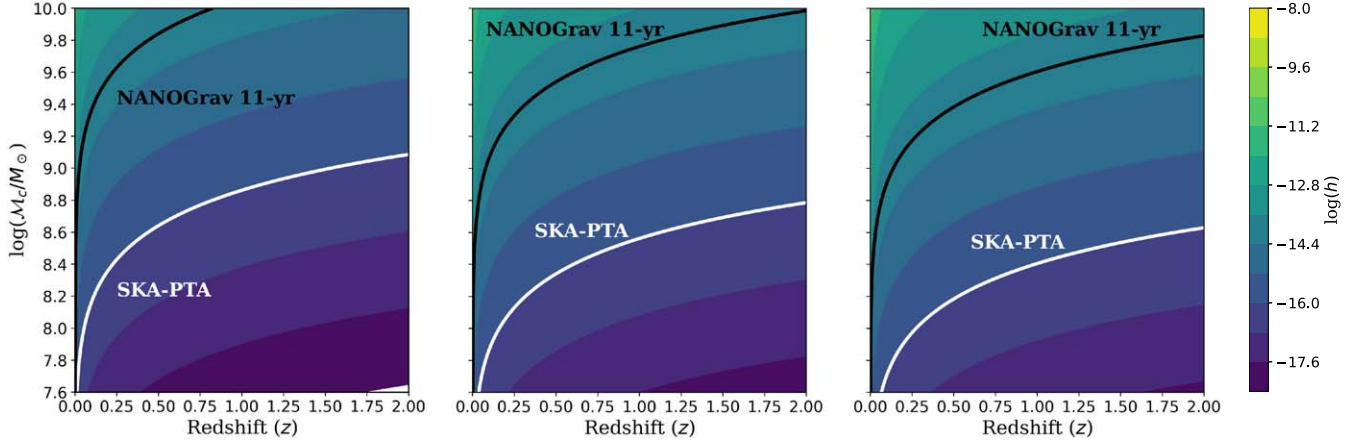 10.0
9.8
9.6
9.4
9.2
9.0
8.8
8.6
8.4
8.2
8.0
7.8
7.6
log(ℳc/M⊙)
NANOGrav 11-yr
SKA-PTA
0.00 0.25 0.50 0.75 1.00 1.25 1.50 1.75 2.00
Redshift (z)
NANOGrav 11-yr
SKA-PTA
0.00 0.25 0.50 0.75 1.00 1.25 1.50 1.75 2.00
Redshift (z)
NANOGrav 11-yr
SKA-PTA
0.00 0.25 0.50 0.75 1.00 1.25 1.50 1.75 2.00
Redshift (z)
−8.0
−9.6
−11.2
−12.8
−14.4
−16.0
−17.6
log(h)